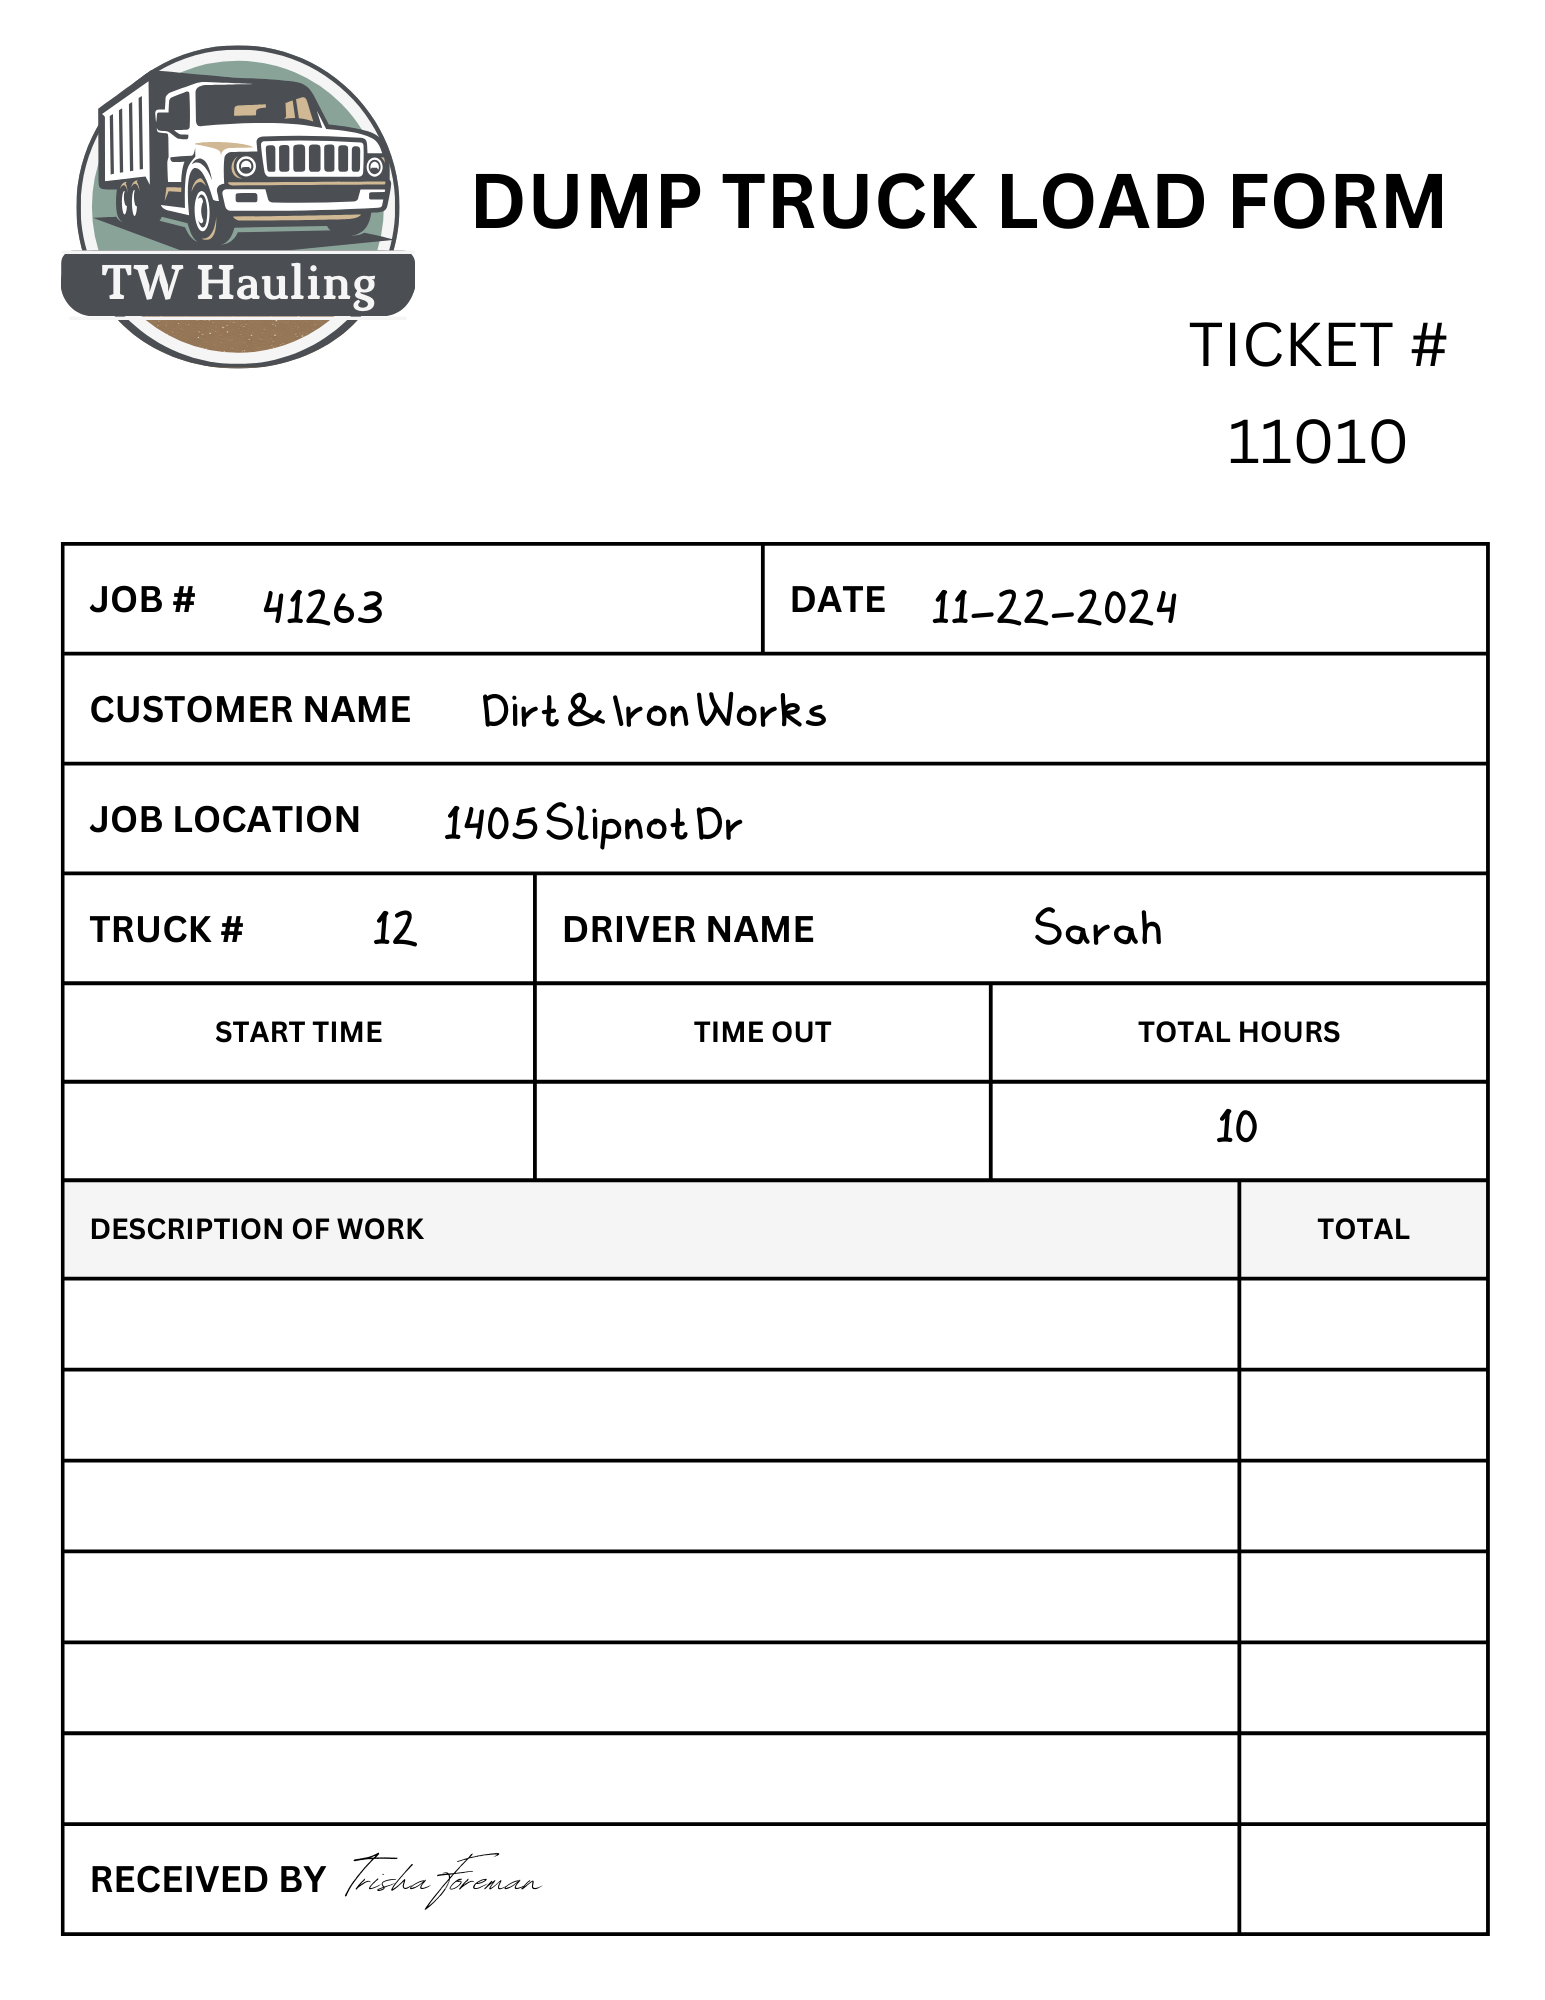 TW Hauling
DUMP TRUCK LOAD FORM
TICKET #
11010
JOB # 41263 DATE 11-22-2024
CUSTOMER NAME Dirt & Iron Works
JOB LOCATION 1405 Slipnot Dr
TRUCK # 12 DRIVER NAME Sarah
START TIME TIME OUT TOTAL HOURS
10
DESCRIPTION OF WORK TOTAL
RECEIVED BY Trisha Foreman